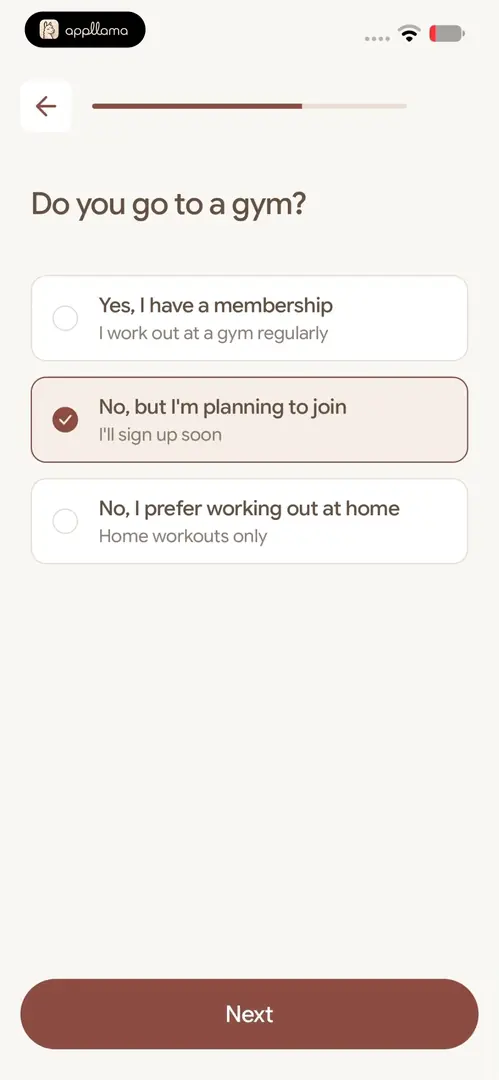 appllama
Do you go to a gym?
Yes, I have a membership
I work out at a gym regularly
No, but I'm planning to join
I'll sign up soon
No, I prefer working out at home
Home workouts only
Next